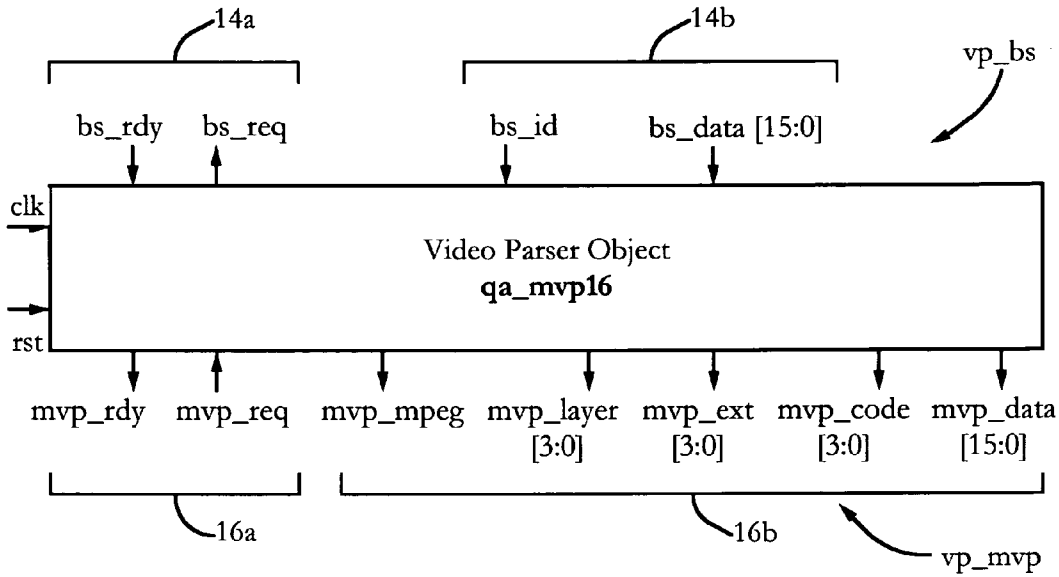 14a
14b
vp_bs
bs_rdy
bs_req
bs_id
bs_data [15:0]
clk
Video Parser Object
qa_mvp16
rst
mvp_rdy
mvp_req
mvp_mpeg
mvp_layer
[3:0]
mvp_ext
[3:0]
mvp_code
[3:0]
mvp_data
[15:0]
16a
16b
vp_mvp